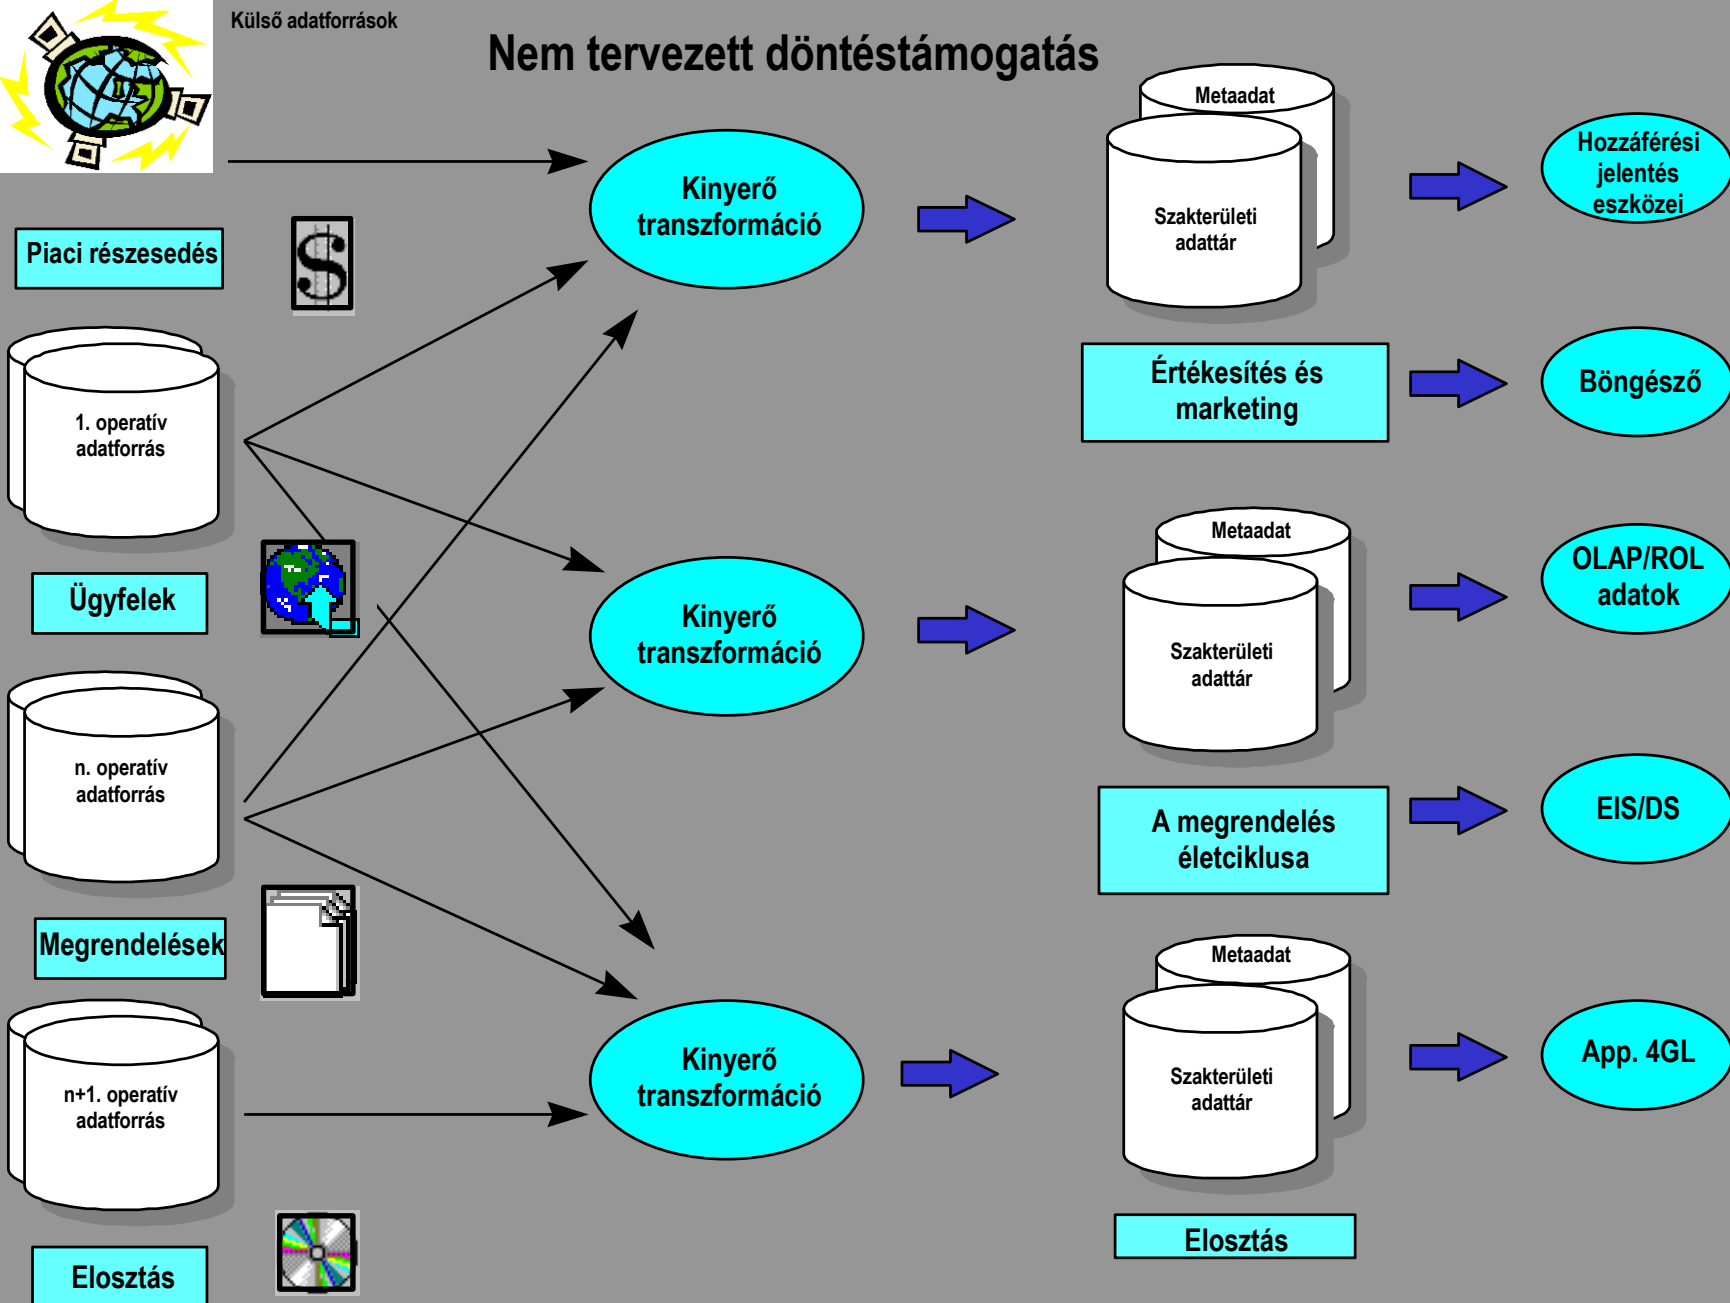 Külső adatforrások
Nem tervezett döntéstámogatás
Piaci részesedés
1. operatív
adatforrás
Ügyfelek
n. operatív
adatforrás
Megrendelések
n+1. operatív
adatforrás
Elosztás
Kinyerő
transzformáció
Kinyerő
transzformáció
Kinyerő
transzformáció
Metaadat
Szakterületi
adattár
Értékesítés és
marketing
Metaadat
Szakterületi
adattár
A megrendelés
életciklusa
Metaadat
Szakterületi
adattár
Elosztás
Hozzáférési
jelentés
eszközei
Böngésző
OLAP/ROL
adatok
EIS/DS
App. 4GL